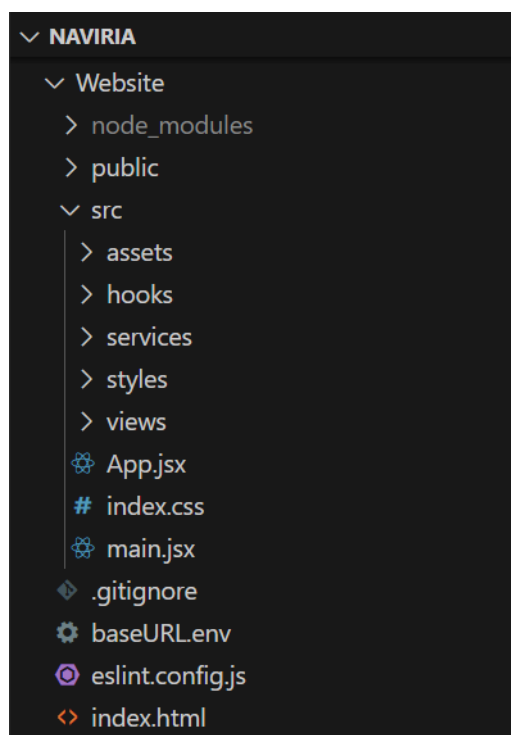 NAVIRIA
Website
node_modules
public
src
assets
hooks
services
styles
views
App.jsx
# index.css
main.jsx
.gitignore
baseURL.env
eslint.config.js
<> index.html